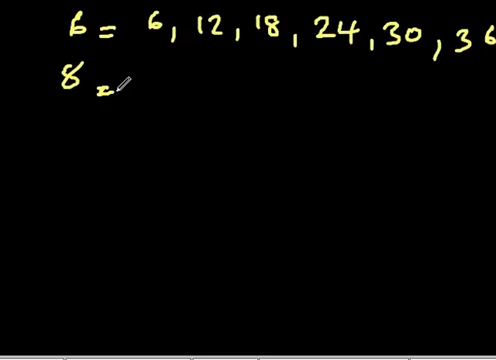 6 = 6, 12, 18, 24, 30, 36
8 =